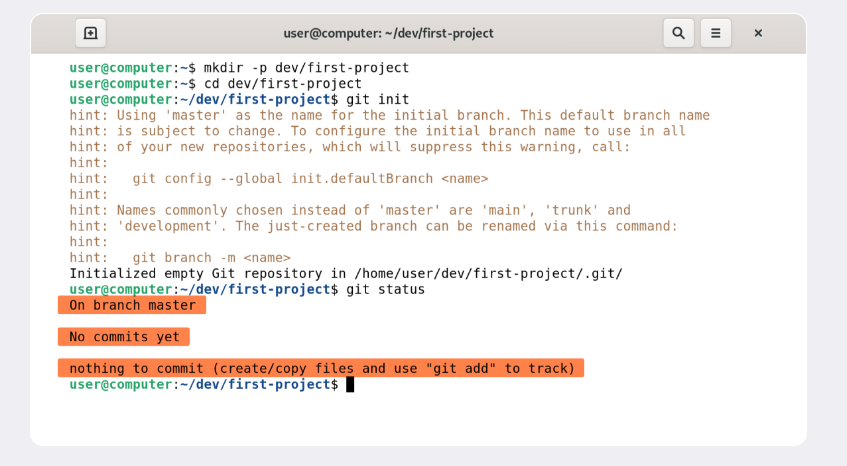 user@computer: ~/dev/first-project
user@computer:~$ mkdir -p dev/first-project
user@computer:~$ cd dev/first-project
user@computer:~/dev/first-project$ git init
hint: Using 'master' as the name for the initial branch. This default branch name
hint: is subject to change. To configure the initial branch name to use in all
hint: of your new repositories, which will suppress this warning, call:
hint:
hint:   git config --global init.defaultBranch <name>
hint:
hint: Names commonly chosen instead of 'master' are 'main', 'trunk' and
hint: 'development'. The just-created branch can be renamed via this command:
hint:
hint:   git branch -m <name>
Initialized empty Git repository in /home/user/dev/first-project/.git/
user@computer:~/dev/first-project$ git status
On branch master
No commits yet
nothing to commit (create/copy files and use "git add" to track)
user@computer:~/dev/first-project$